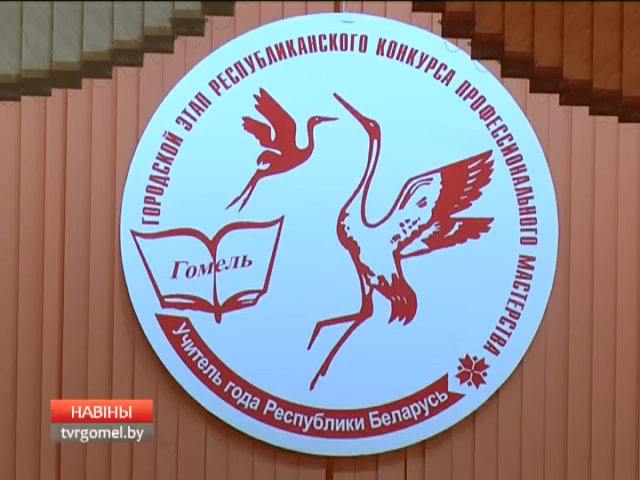 ГОРОДСКОЙ ЭТАП РЕСПУБЛИКАНСКОГО КОНКУРСА ПРОФЕССИОНАЛЬНОГО МАСТЕРСТВА
Гомель
Учитель года Республики Беларусь
НАВІНЫ
tvrgomel.by